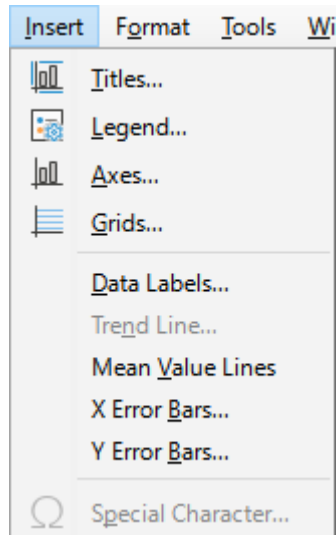 Insert Format Tools Wi
Titles...
Legend...
Axes...
Grids...
Data Labels...
Trend Line...
Mean Value Lines
X Error Bars...
Y Error Bars...
Special Character...